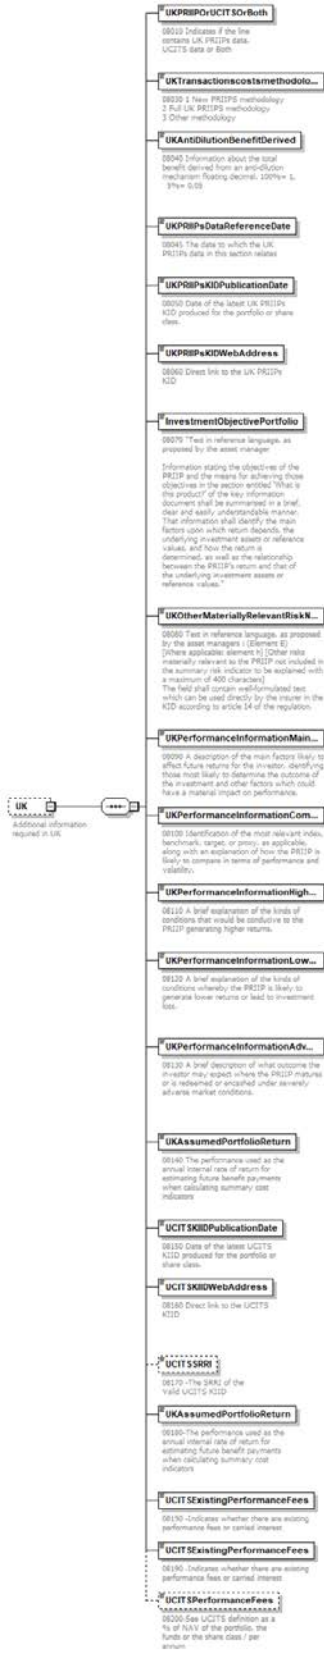 UKPRIIPOrUCITSOrBoth
08010 Indicates if the line
contains UK PRIIPs data,
UCITS data or Both
UKTransactionscostsmethodolo...
08030 1 New PRIIPS methodology
2 Full UK PRIIPS methodology
3 Other methodology
UKAntiDilutionBenefitDerived
08040 Information about the total
benefit derived from an anti-dilution
mechanism floating decimal. 100%= 1,
5%= 0.05
UKPRIIPsDataReferenceDate
08045 The date to which the UK
PRIIPs data in this section relates
UKPRIIPsKIDPublicationDate
08050 Date of the latest UK PRIIPs
KID produced for the portfolio or share
class.
UKPRIIPsKIDWebAddress
08060 Direct link to the UK PRIIPs
KID
InvestmentObjectivePortfolio
08070 "Text in reference language, as
proposed by the asset manager
Information stating the objectives of the
PRIIP and the means for achieving those
objectives in the section entitled 'What is
this product?' of the key information
document shall be summarised in a brief,
clear and easily understandable manner.
That information shall identify the main
factors upon which return depends, the
underlying investment assets or reference
values, and how the return is
determined, as well as the relationship
between the PRIIP's return and that of
the underlying investment assets or
reference values."
UKOtherMateriallyRelevantRiskN...
08080 Text in reference language, as proposed
by the asset managers : (Element E)
[Where applicable: element h] [Other risks
materially relevant to the PRIIP not included in
the summary risk indicator to be explained with
a maximum of 400 characters]
The field shall contain well-formulated text
which can be used directly by the insurer in the
KID according to article 14 of the regulation.
UKPerformanceInformationMain...
08090 A description of the main factors likely to
affect future returns for the investor, identifying
those most likely to determine the outcome of
the investment and other factors which could
have a material impact on performance.
UK
Additional information
required in UK
UKPerformanceInformationCom...
08100 Identification of the most relevant index,
benchmark, target, or proxy, as applicable,
along with an explanation of how the PRIIP is
likely to compare in terms of performance and
volatility.
UKPerformanceInformationHigh...
08110 A brief explanation of the kinds of
conditions that would be conducive to the
PRIIP generating higher returns.
UKPerformanceInformationLow...
08120 A brief explanation of the kinds of
conditions whereby the PRIIP is likely to
generate lower returns or lead to investment
loss.
UKPerformanceInformationAdv...
08130 A brief description of what outcome the
investor may expect where the PRIIP matures
or is redeemed or encashed under severely
adverse market conditions.
UKAssumedPortfolioReturn
08140 The performance used as the
annual internal rate of return for
estimating future benefit payments
when calculating summary cost
indicators
UCITSKIIDPublicationDate
08150 Date of the latest UCITS
KIID produced for the portfolio or
share class.
UCITSKIIDWebAddress
08160 Direct link to the UCITS
KIID
UCITSSRRI
08170 -The SRRI of the
Valid UCITS KIID
UKAssumedPortfolioReturn
08180-The performance used as the
annual internal rate of return for
estimating future benefit payments
when calculating summary cost
indicators
UCITSExistingPerformanceFees
08190 -Indicates whether there are existing
performance fees or carried interest
UCITSExistingPerformanceFees
08190 -Indicates whether there are existing
performance fees or carried interest
UCITSPerformanceFees
08200-See UCITS definition as a
% of NAV of the portfolio, the
funds or the share class / per
annum